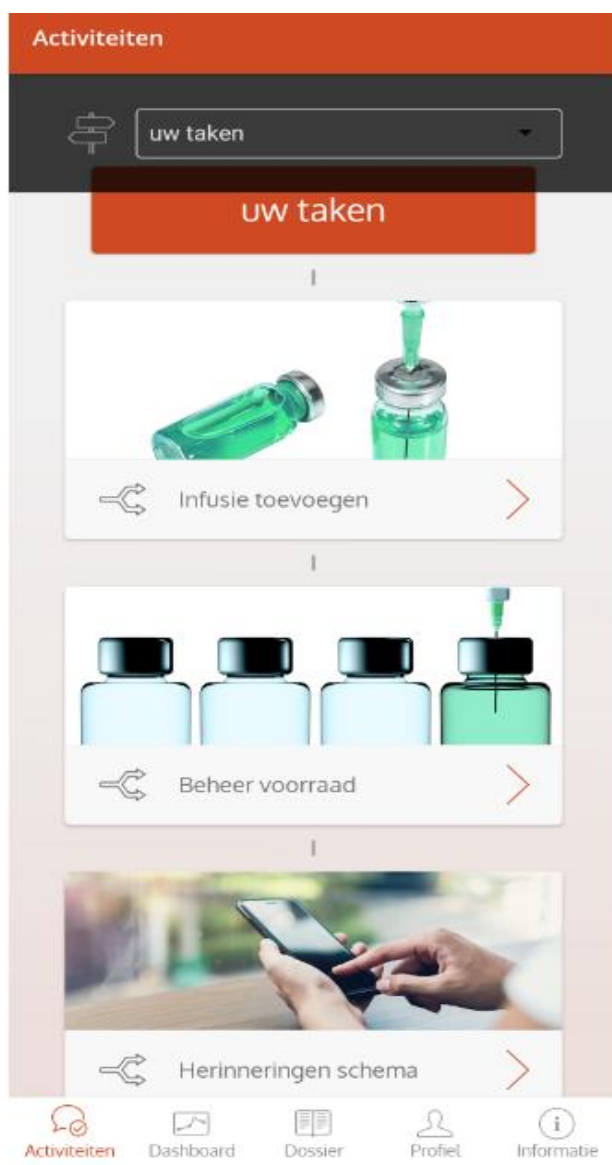 Activiteiten
uw taken
uw taken
Infusie toevoegen
Beheer voorraad
Herinneringen schema
Activiteiten Dashboard Dossier Profiel Informatie